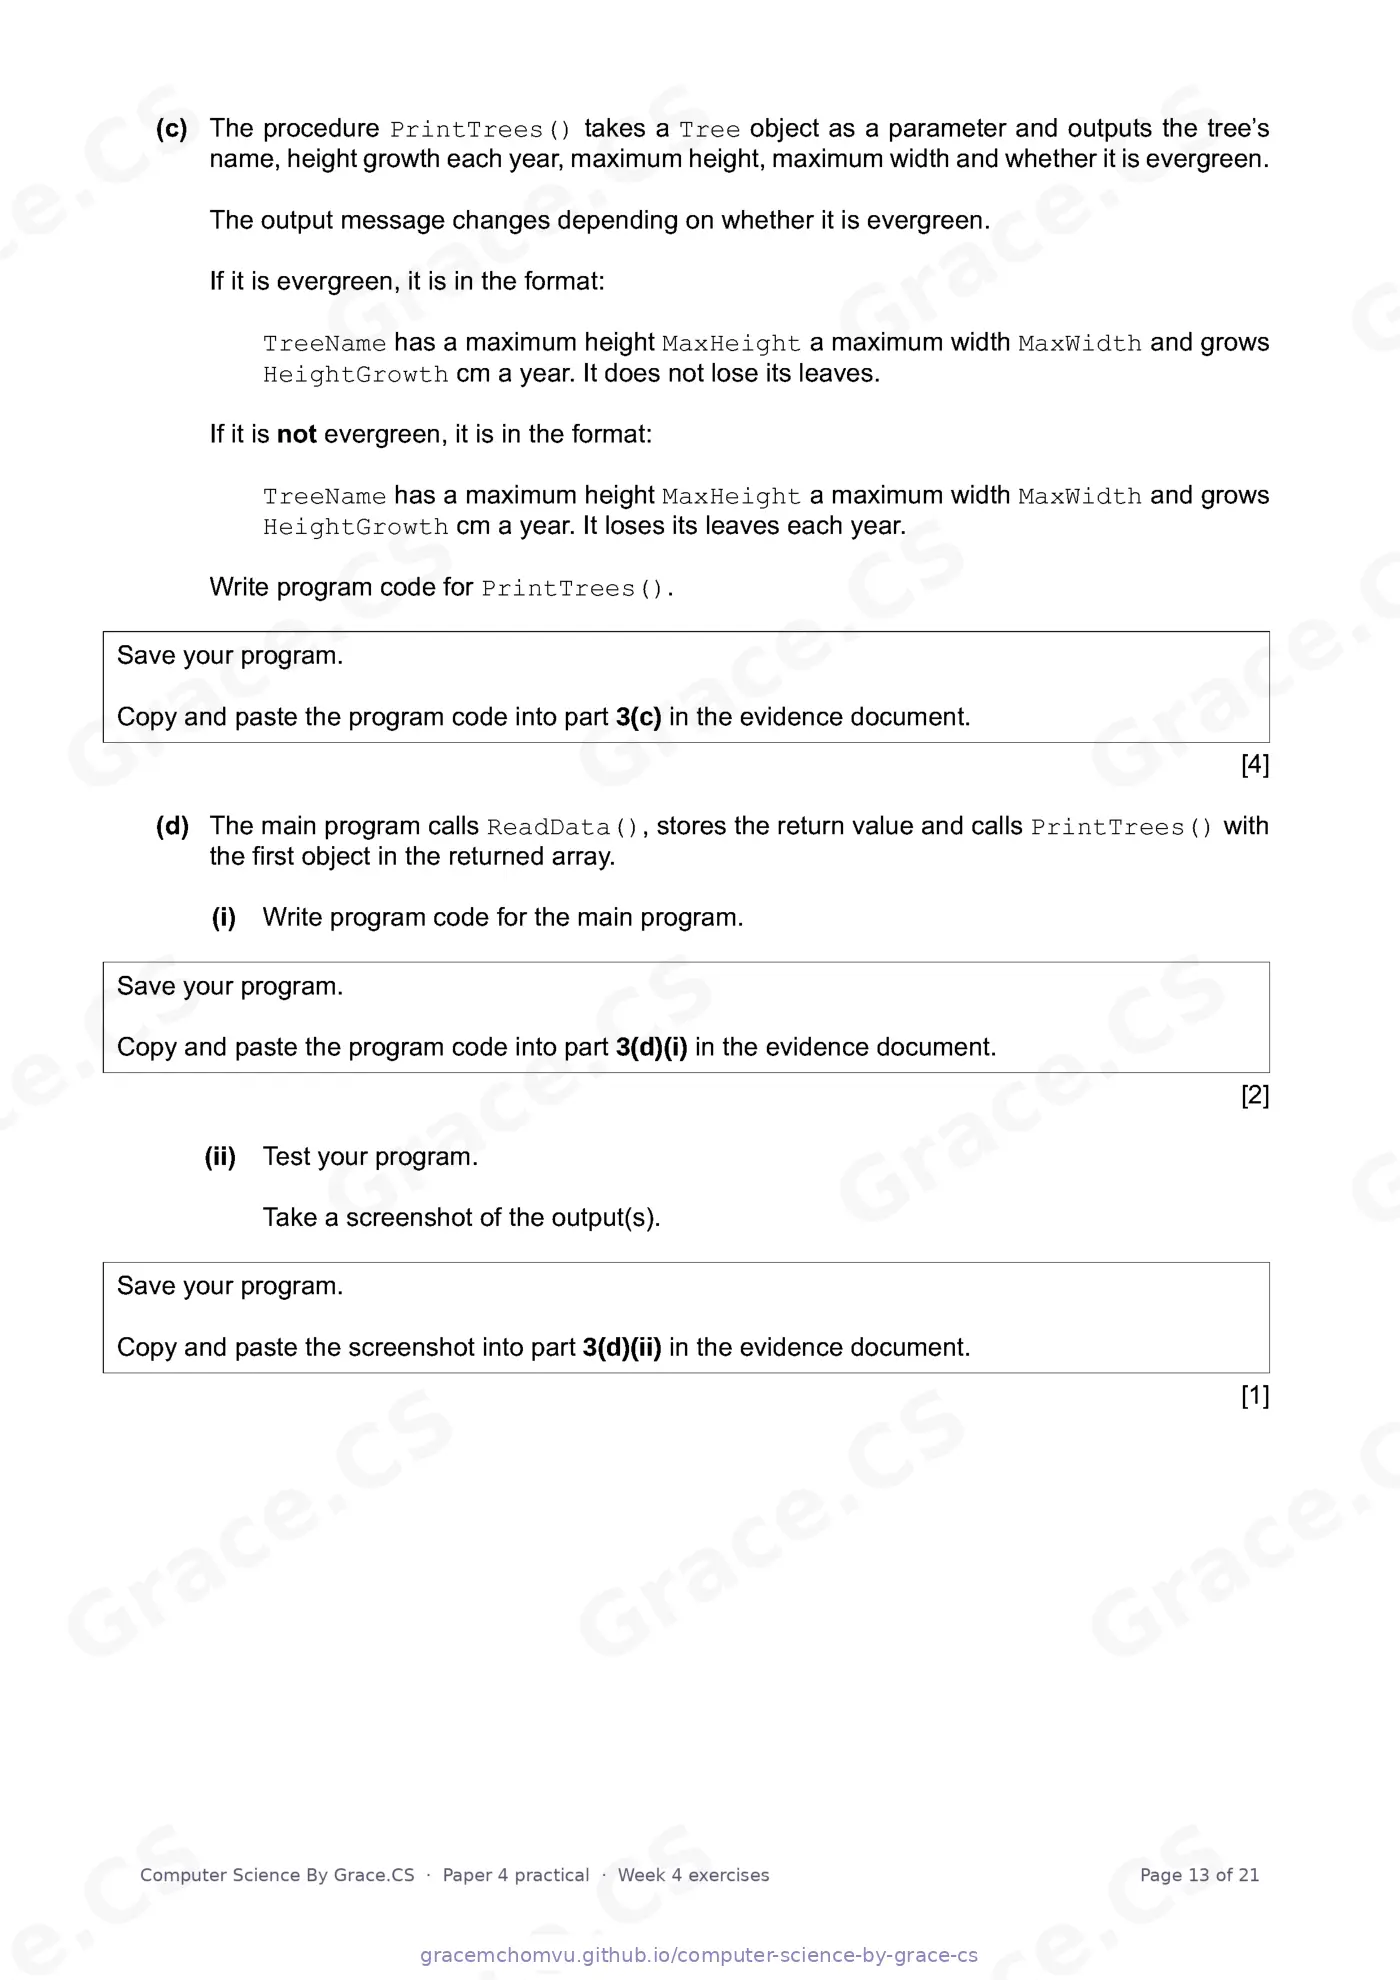 (c) The procedure PrintTrees() takes a Tree object as a parameter and outputs the tree's
name, height growth each year, maximum height, maximum width and whether it is evergreen.
The output message changes depending on whether it is evergreen.
If it is evergreen, it is in the format:
TreeName has a maximum height MaxHeight a maximum width MaxWidth and grows
HeightGrowth cm a year. It does not lose its leaves.
If it is not evergreen, it is in the format:
TreeName has a maximum height MaxHeight a maximum width MaxWidth and grows
HeightGrowth cm a year. It loses its leaves each year.
Write program code for PrintTrees().
Save your program.
Copy and paste the program code into part 3(c) in the evidence document.
[4]
(d) The main program calls ReadData(), stores the return value and calls PrintTrees() with
the first object in the returned array.
(i) Write program code for the main program.
Save your program.
Copy and paste the program code into part 3(d)(i) in the evidence document.
[2]
(ii) Test your program.
Take a screenshot of the output(s).
Save your program.
Copy and paste the screenshot into part 3(d)(ii) in the evidence document.
[1]
Computer Science By Grace.CS · Paper 4 practical · Week 4 exercises Page 13 of 21
gracemchomvu.github.io/computer-science-by-grace-cs